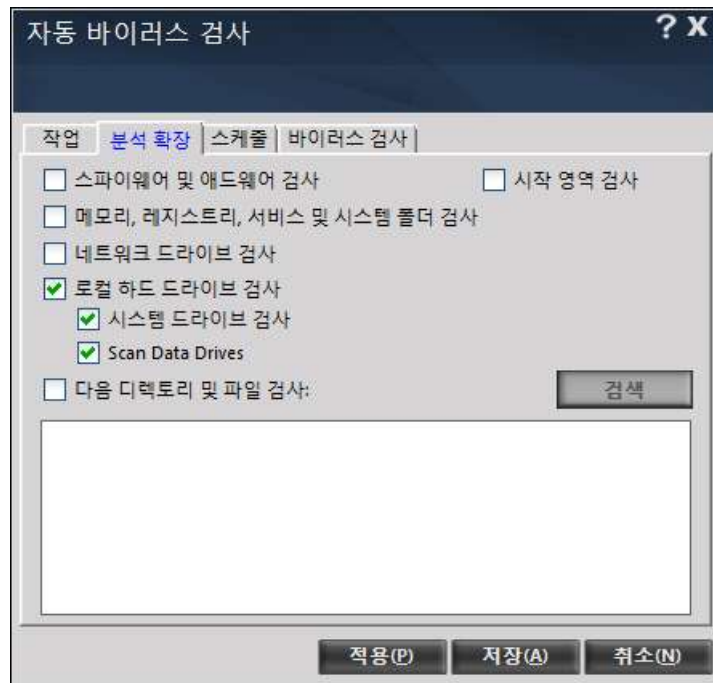 자동 바이러스 검사
? X
작업 분석 확장 스케줄 바이러스 검사
스파이웨어 및 애드웨어 검사 시작 영역 검사
메모리, 레지스트리, 서비스 및 시스템 폴더 검사
네트워크 드라이브 검사
로컬 하드 드라이브 검사
시스템 드라이브 검사
Scan Data Drives
다음 디렉토리 및 파일 검사: 검색
적용(P) 저장(A) 취소(N)